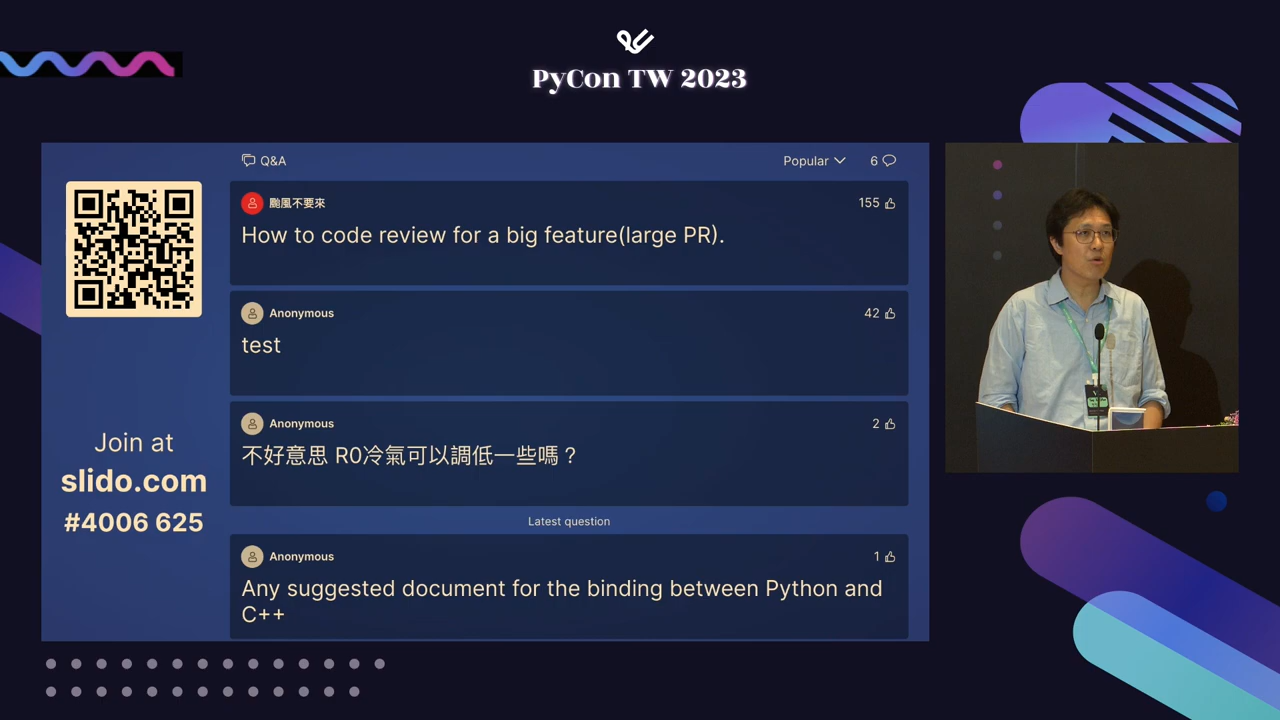 PyCon TW 2023
Q&A
Popular
6
颱風不要來
155
How to code review for a big feature(large PR).
Anonymous
42
test
Anonymous
2
不好意思 R0冷氣可以調低一些嗎？
Latest question
Anonymous
1
Any suggested document for the binding between Python and
C++
Join at
slido.com
#4006 625